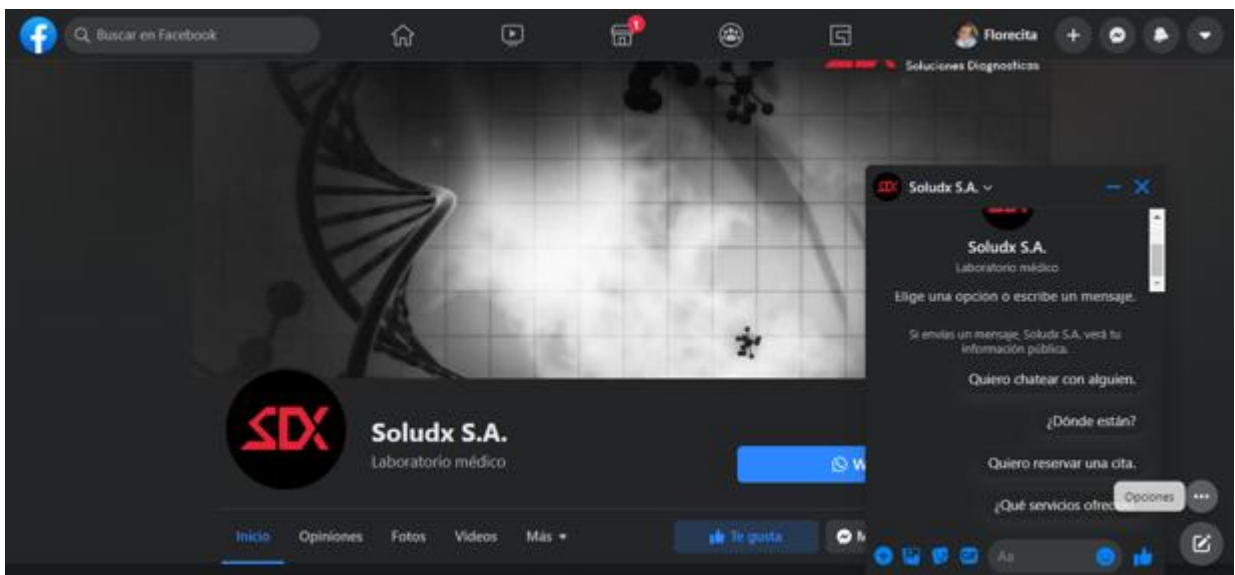 Buscar en Facebook
1
Florecita
Soluciones Diagnosticas
SDX
Soludx S.A.
Laboratorio médico
Inicio
Opiniones
Fotos
Videos
Más
Te gusta
SDX
Soludx S.A.
Soludx S.A.
Laboratorio médico
Elige una opción o escribe un mensaje.
Si envías un mensaje, Soludx S.A. verá tu
información pública.
Quiero chatear con alguien.
¿Dónde están?
Quiero reservar una cita.
¿Qué servicios
Opciones
GIF
Aa